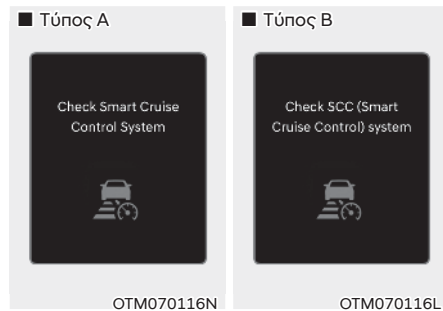 ■ Τύπος A
Check Smart Cruise
Control System
OTM070116N
■ Τύπος B
Check SCC (Smart
Cruise Control) system
OTM070116L